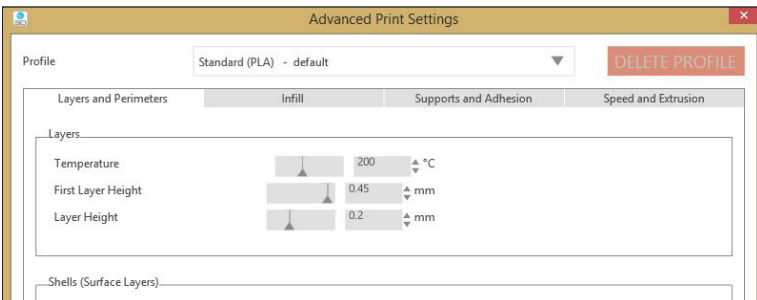 Advanced Print Settings
Profile Standard (PLA) - default DELETE PROFILE
Layers and Perimeters Infill Supports and Adhesion Speed and Extrusion
Layers
Temperature 200 °C
First Layer Height 0.45 mm
Layer Height 0.2 mm
Shells (Surface Layers)